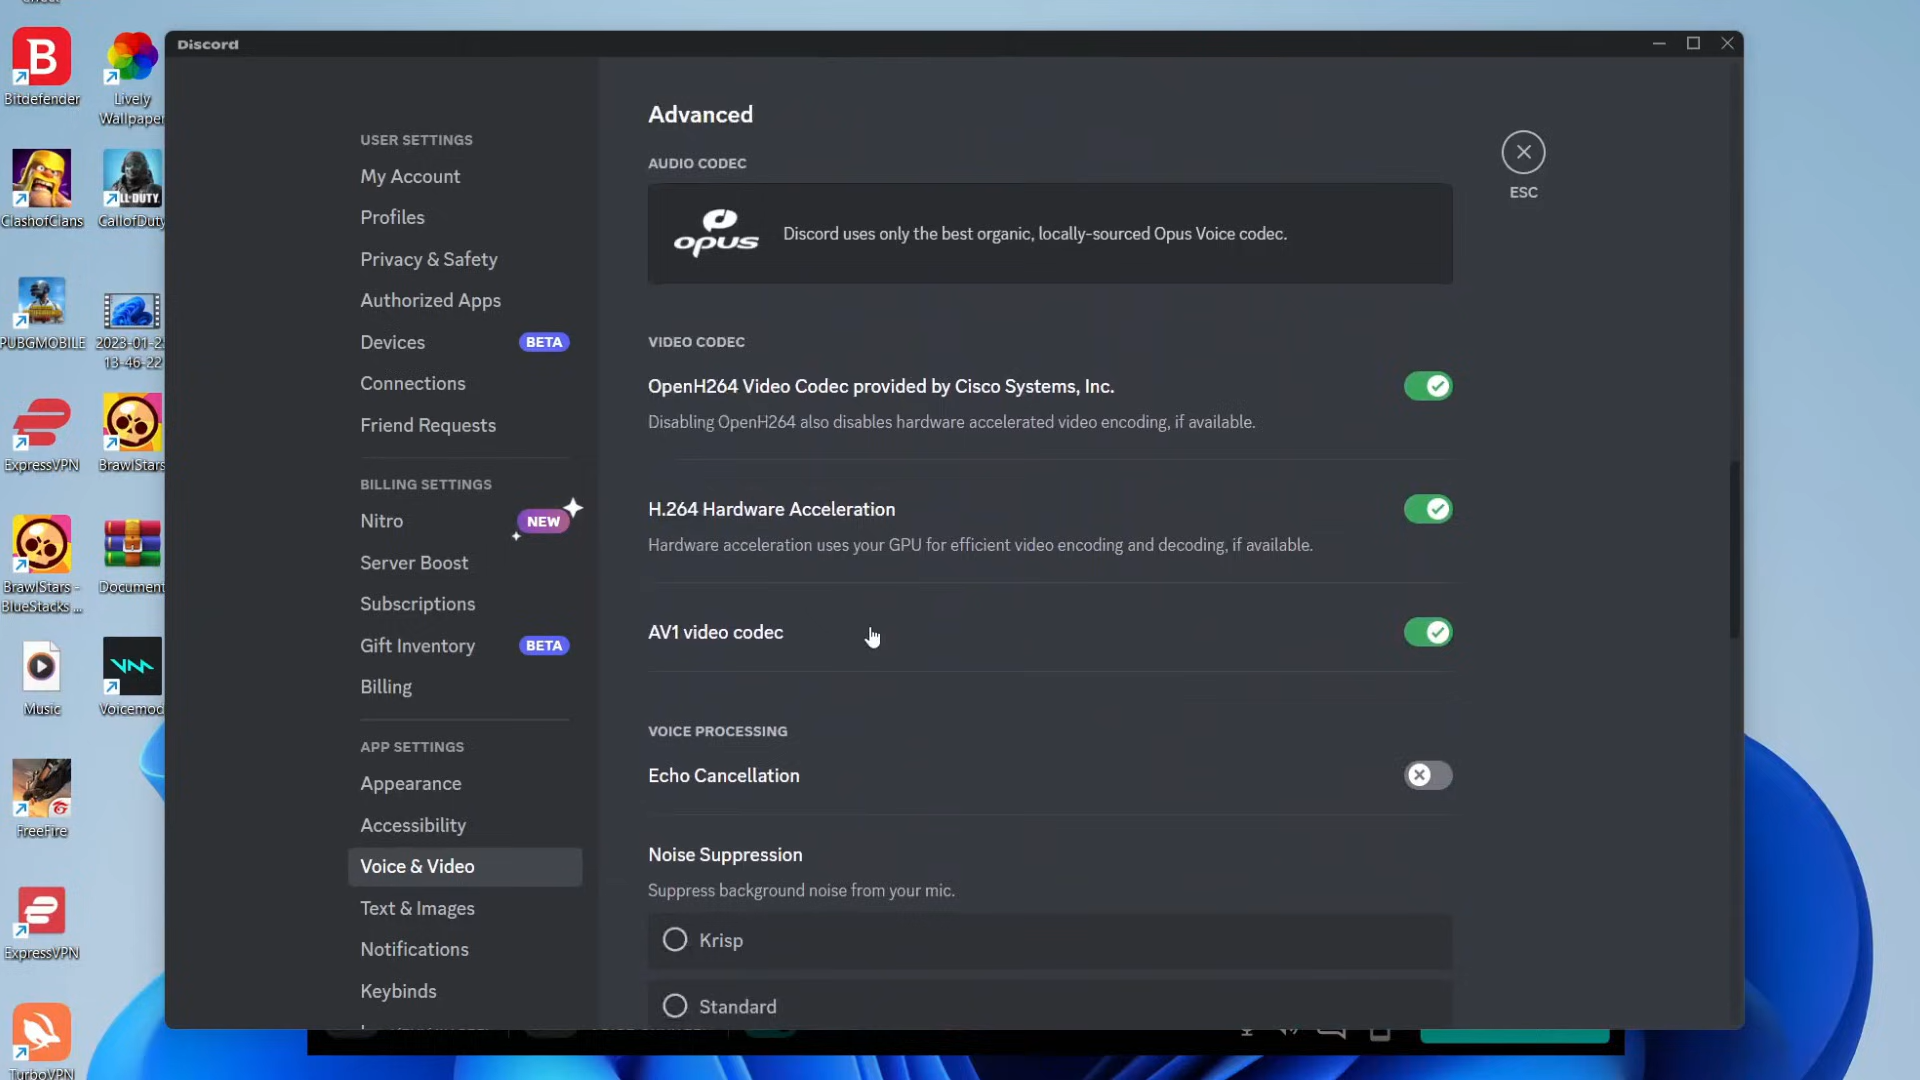 Bitdefender
Lively
Wallpaper
ClashofClans
CALL·DUTY
CallofDuty
PUBGMOBILE
2023-01-2
13-46-22
ExpressVPN
BrawlStars
BrawlStars -
BlueStacks ...
Document
Music
Voicemod
FreeFire
ExpressVPN
TurboVPN
Discord
USER SETTINGS
My Account
Profiles
Privacy & Safety
Authorized Apps
Devices
BETA
Connections
Friend Requests
BILLING SETTINGS
Nitro
NEW
Server Boost
Subscriptions
Gift Inventory
BETA
Billing
APP SETTINGS
Appearance
Accessibility
Voice & Video
Text & Images
Notifications
Keybinds
Advanced
AUDIO CODEC
opus
Discord uses only the best organic, locally-sourced Opus Voice codec.
VIDEO CODEC
OpenH264 Video Codec provided by Cisco Systems, Inc.
Disabling OpenH264 also disables hardware accelerated video encoding, if available.
H.264 Hardware Acceleration
Hardware acceleration uses your GPU for efficient video encoding and decoding, if available.
AV1 video codec
VOICE PROCESSING
Echo Cancellation
Noise Suppression
Suppress background noise from your mic.
Krisp
Standard
ESC